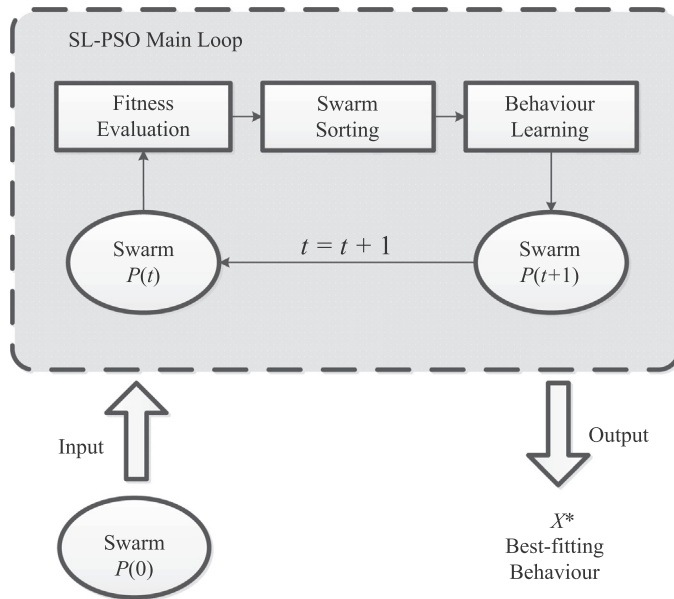 SL-PSO Main Loop
Fitness
Evaluation
Swarm
Sorting
Behaviour
Learning
Swarm
P(t)
t = t + 1
Swarm
P(t+1)
Input
Output
Swarm
P(0)
X*
Best-fitting
Behaviour